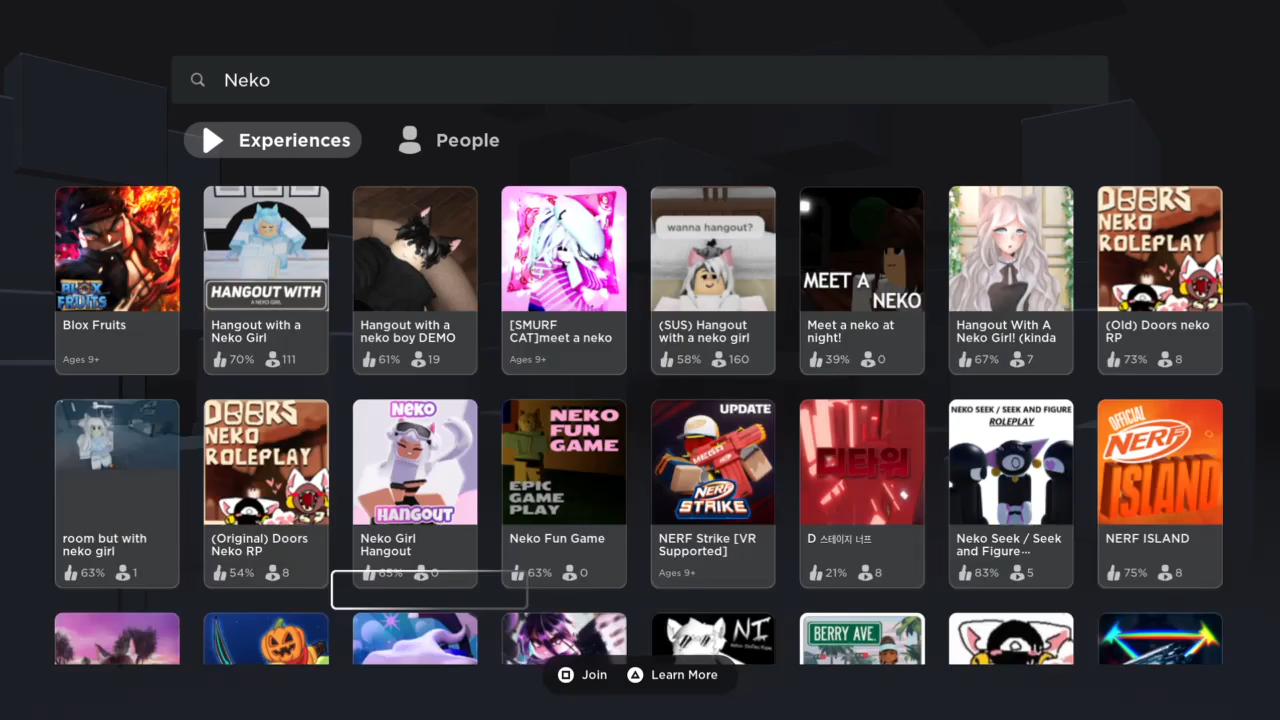 Neko
Experiences
People
BLOX
FRUITS
HANGOUT WITH
A NEKO GIRL
wanna hangout?
MEET A
NEKO
DOORS
NEKO
ROLEPLAY
Blox Fruits
Ages 9+
Hangout with a
Neko Girl
70% 111
Hangout with a
neko boy DEMO
61% 19
[SMURF
CAT]meet a neko
Ages 9+
(SUS) Hangout
with a neko girl
58% 160
Meet a neko at
night!
39% 0
Hangout With A
Neko Girl! (kinda
67% 7
(Old) Doors neko
RP
73% 8
DOORS
NEKO
ROLEPLAY
NEKO
HANGOUT
NEKO
FUN
GAME
EPIC
GAME
PLAY
UPDATE
NERF
STRIKE
디타워
NEKO SEEK / SEEK AND FIGURE
ROLEPLAY
OFFICIAL
NERF
ISLAND
room but with
neko girl
63% 1
(Original) Doors
Neko RP
54% 8
Neko Girl
Hangout
65% 0
Neko Fun Game
63% 0
NERF Strike [VR
Supported]
Ages 9+
D 스테이지 너프
21% 8
Neko Seek / Seek
and Figure...
83% 5
NERF ISLAND
75% 8
NI
BERRY AVE.
Join
Learn More